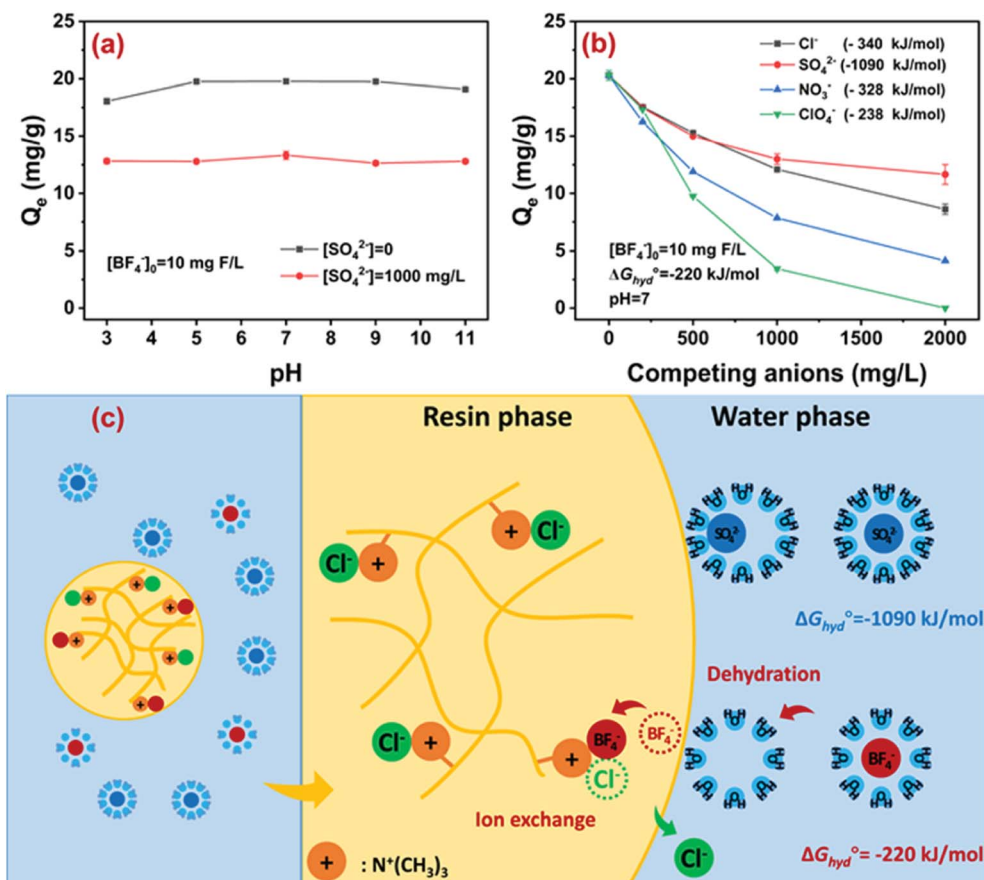 (a)
25
20
15
10
5
0
Qₑ (mg/g)
[BF₄⁻]₀=10 mg F/L
[SO₄²⁻]=0
[SO₄²⁻]=1000 mg/L
3 4 5 6 7 8 9 10 11
pH
(b)
25
20
15
10
5
0
Qₑ (mg/g)
Cl⁻ (- 340 kJ/mol)
SO₄²⁻ (-1090 kJ/mol)
NO₃⁻ (- 328 kJ/mol)
ClO₄⁻ (- 238 kJ/mol)
[BF₄⁻]₀=10 mg F/L
ΔG_hyd°=-220 kJ/mol
pH=7
0 500 1000 1500 2000
Competing anions (mg/L)
(c)
Resin phase
Water phase
+ Cl⁻
Cl⁻ +
SO₄²⁻
SO₄²⁻
ΔG_hyd°=-1090 kJ/mol
Dehydration
Cl⁻ +
+ BF₄⁻
Cl⁻
BF₄⁻
BF₄⁻
Ion exchange
Cl⁻
ΔG_hyd°= -220 kJ/mol
+ : N⁺(CH₃)₃